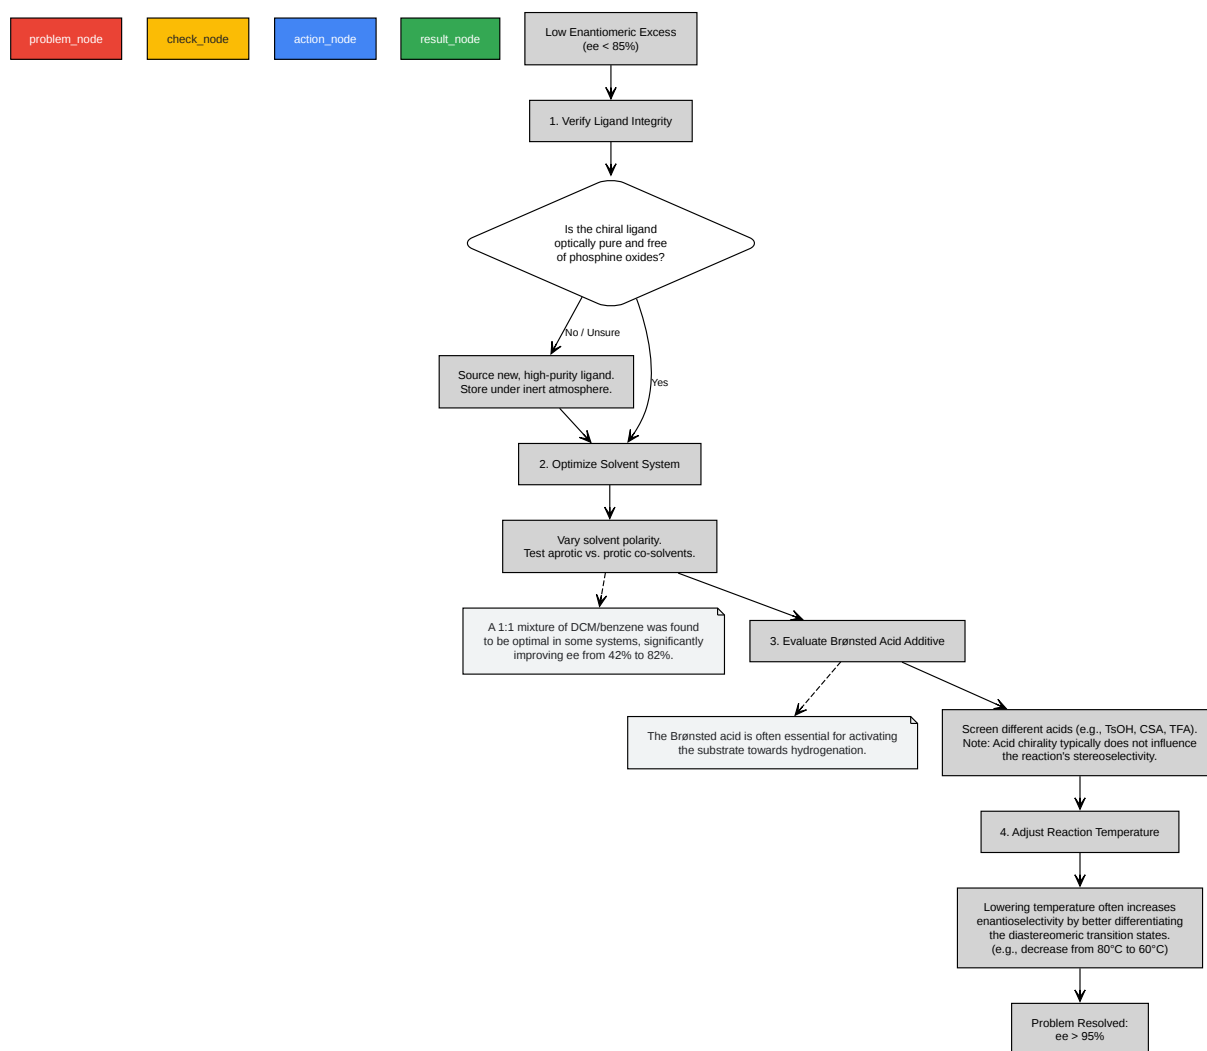 problem_node
check_node
action_node
result_node
Low Enantiomeric Excess
(ee < 85%)
1. Verify Ligand Integrity
Is the chiral ligand
optically pure and free
of phosphine oxides?
No / Unsure
Source new, high-purity ligand.
Store under inert atmosphere.
Yes
2. Optimize Solvent System
Vary solvent polarity.
Test aprotic vs. protic co-solvents.
A 1:1 mixture of DCM/benzene was found
to be optimal in some systems, significantly
improving ee from 42% to 82%.
3. Evaluate Brønsted Acid Additive
The Brønsted acid is often essential for activating
the substrate towards hydrogenation.
Screen different acids (e.g., TsOH, CSA, TFA).
Note: Acid chirality typically does not influence
the reaction's stereoselectivity.
4. Adjust Reaction Temperature
Lowering temperature often increases
enantioselectivity by better differentiating
the diastereomeric transition states.
(e.g., decrease from 80°C to 60°C)
Problem Resolved:
ee > 95%